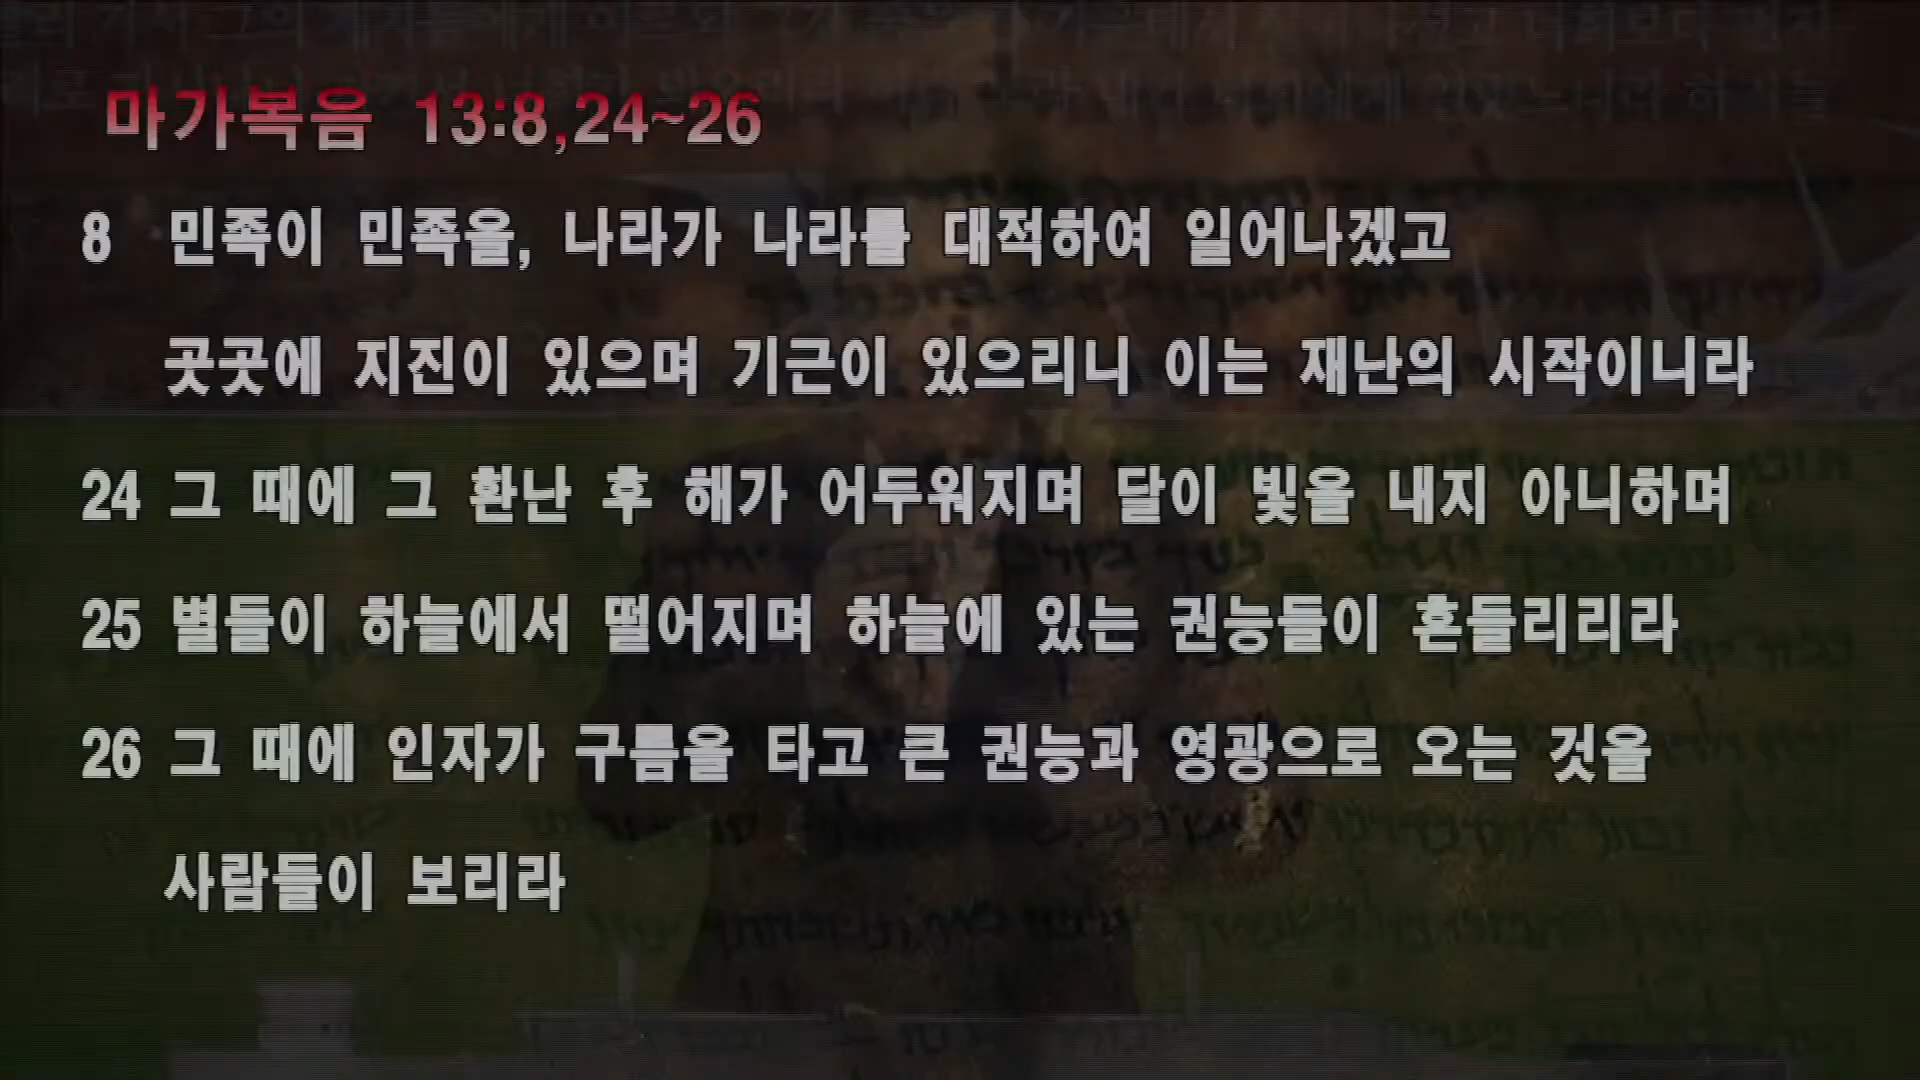 마가복음 13:8,24~26
8 민족이 민족을, 나라가 나라를 대적하여 일어나겠고
곳곳에 지진이 있으며 기근이 있으리니 이는 재난의 시작이니라
24 그 때에 그 환난 후 해가 어두워지며 달이 빛을 내지 아니하며
25 별들이 하늘에서 떨어지며 하늘에 있는 권능들이 흔들리리라
26 그 때에 인자가 구름을 타고 큰 권능과 영광으로 오는 것을
사람들이 보리라